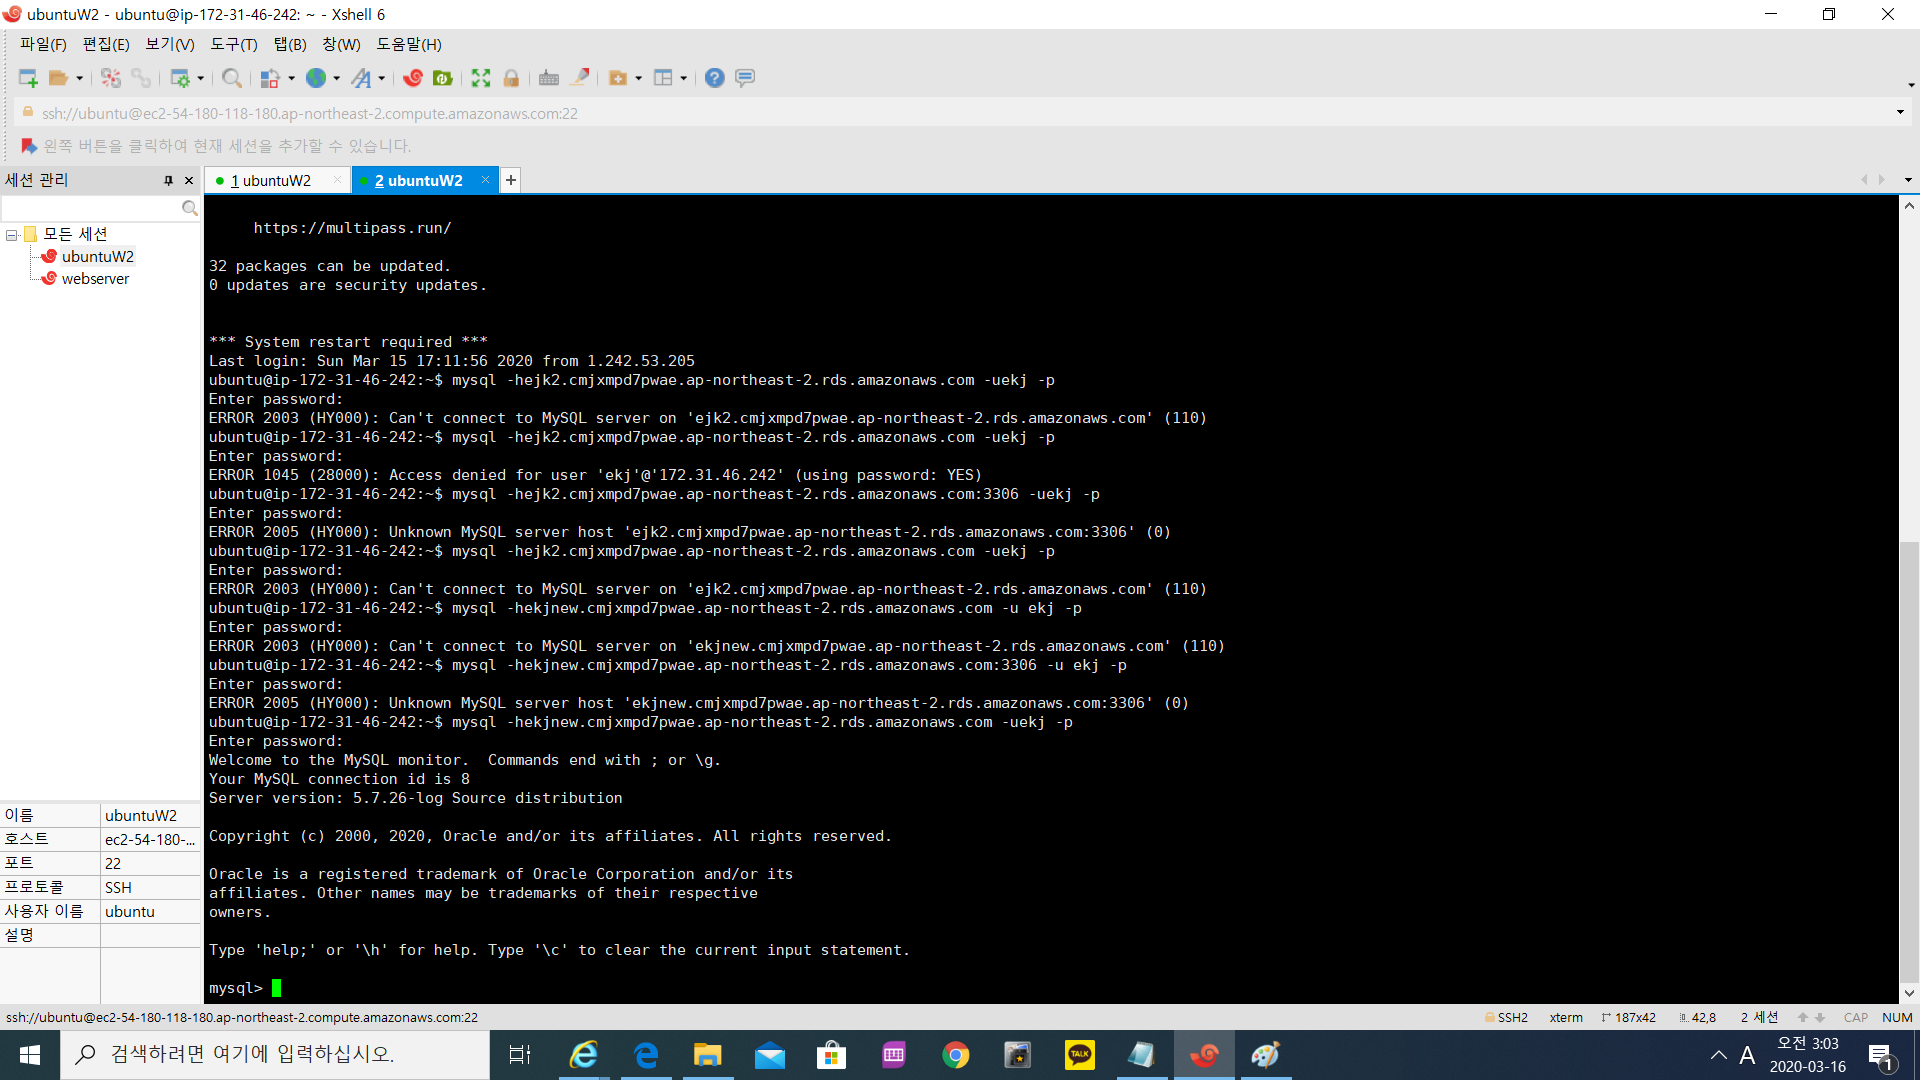 ubuntuW2 - ubuntu@ip-172-31-46-242: ~ - Xshell 6
파일(F) 편집(E) 보기(V) 도구(T) 탭(B) 창(W) 도움말(H)
ssh://ubuntu@ec2-54-180-118-180.ap-northeast-2.compute.amazonaws.com:22
왼쪽 버튼을 클릭하여 현재 세션을 추가할 수 있습니다.
세션 관리
1 ubuntuW2
2 ubuntuW2
모든 세션
ubuntuW2
webserver
이름 ubuntuW2
호스트 ec2-54-180-...
포트 22
프로토콜 SSH
사용자 이름 ubuntu
설명
https://multipass.run/
32 packages can be updated.
0 updates are security updates.
*** System restart required ***
Last login: Sun Mar 15 17:11:56 2020 from 1.242.53.205
ubuntu@ip-172-31-46-242:~$ mysql -hejk2.cmjxmpd7pwae.ap-northeast-2.rds.amazonaws.com -uekj -p
Enter password:
ERROR 2003 (HY000): Can't connect to MySQL server on 'ejk2.cmjxmpd7pwae.ap-northeast-2.rds.amazonaws.com' (110)
ubuntu@ip-172-31-46-242:~$ mysql -hejk2.cmjxmpd7pwae.ap-northeast-2.rds.amazonaws.com -uekj -p
Enter password:
ERROR 1045 (28000): Access denied for user 'ekj'@'172.31.46.242' (using password: YES)
ubuntu@ip-172-31-46-242:~$ mysql -hejk2.cmjxmpd7pwae.ap-northeast-2.rds.amazonaws.com:3306 -uekj -p
Enter password:
ERROR 2005 (HY000): Unknown MySQL server host 'ejk2.cmjxmpd7pwae.ap-northeast-2.rds.amazonaws.com:3306' (0)
ubuntu@ip-172-31-46-242:~$ mysql -hejk2.cmjxmpd7pwae.ap-northeast-2.rds.amazonaws.com -uekj -p
Enter password:
ERROR 2003 (HY000): Can't connect to MySQL server on 'ejk2.cmjxmpd7pwae.ap-northeast-2.rds.amazonaws.com' (110)
ubuntu@ip-172-31-46-242:~$ mysql -hekjnew.cmjxmpd7pwae.ap-northeast-2.rds.amazonaws.com -u ekj -p
Enter password:
ERROR 2003 (HY000): Can't connect to MySQL server on 'ekjnew.cmjxmpd7pwae.ap-northeast-2.rds.amazonaws.com' (110)
ubuntu@ip-172-31-46-242:~$ mysql -hekjnew.cmjxmpd7pwae.ap-northeast-2.rds.amazonaws.com:3306 -u ekj -p
Enter password:
ERROR 2005 (HY000): Unknown MySQL server host 'ekjnew.cmjxmpd7pwae.ap-northeast-2.rds.amazonaws.com:3306' (0)
ubuntu@ip-172-31-46-242:~$ mysql -hekjnew.cmjxmpd7pwae.ap-northeast-2.rds.amazonaws.com -uekj -p
Enter password:
Welcome to the MySQL monitor.  Commands end with ; or \g.
Your MySQL connection id is 8
Server version: 5.7.26-log Source distribution
Copyright (c) 2000, 2020, Oracle and/or its affiliates. All rights reserved.
Oracle is a registered trademark of Oracle Corporation and/or its
affiliates. Other names may be trademarks of their respective
owners.
Type 'help;' or '\h' for help. Type '\c' to clear the current input statement.
mysql>
ssh://ubuntu@ec2-54-180-118-180.ap-northeast-2.compute.amazonaws.com:22 SSH2 xterm 187x42 42,8 2 세션 CAP NUM
검색하려면 여기에 입력하십시오.
TALK
A
오전 3:03
2020-03-16
1